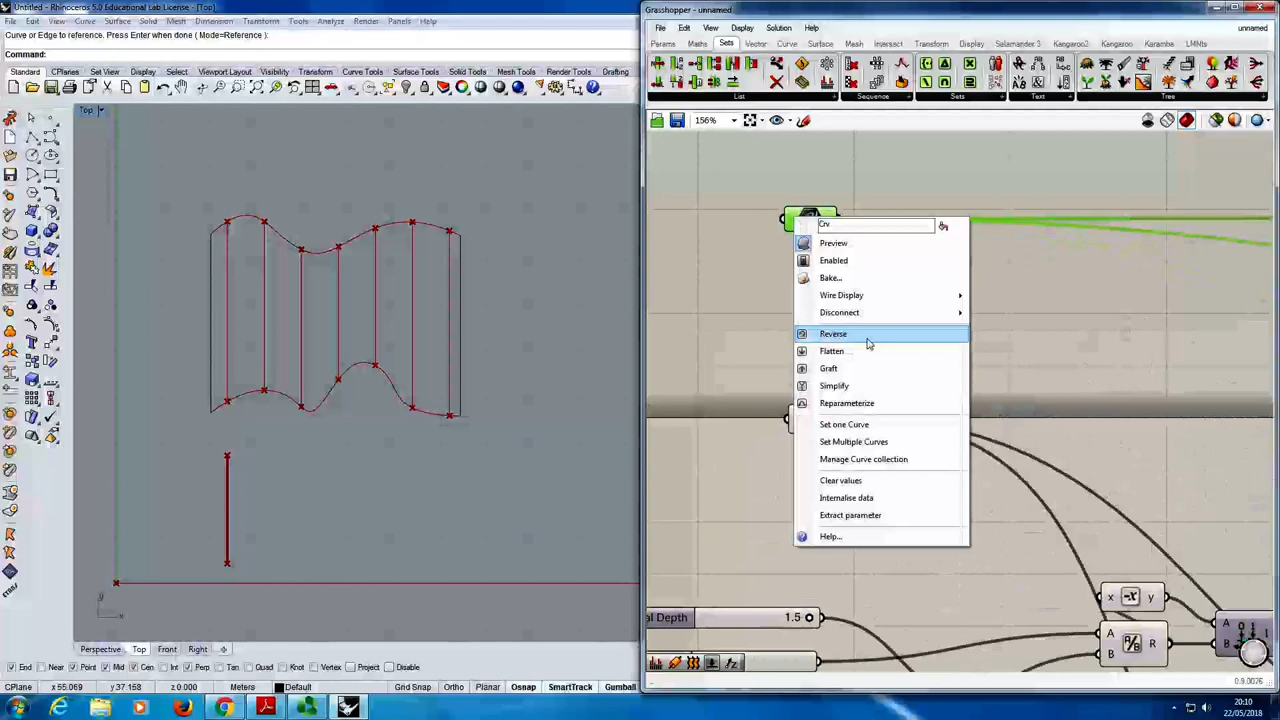 Untitled - Rhinoceros 5.0 Educational Lab License - [Top]
File Edit View Curve Surface Solid Mesh Dimension Transform Tools Analyze Render Panels Help
Curve or Edge to reference. Press Enter when done ( Mode=Reference ):
Command:
Standard CPlanes Set View Display Select Viewport Layout Visibility Transform Curve Tools Surface Tools Solid Tools Mesh Tools Render Tools Drafting
Top
y
x
Perspective Top Front Right
End Near Point Mid Cen Int Perp Tan Quad Knot Vertex Project Disable
CPlane x 55.069 y 37.158 z 0.000 Meters Default Grid Snap Ortho Planar Osnap SmartTrack Gumball
Grasshopper - unnamed
File Edit View Display Solution Help unnamed
Params Maths Sets Vector Curve Surface Mesh Intersect Transform Display Salamander 3 Kangaroo2 Kangaroo Karamba LMNts
List Sequence Sets Text Tree
156%
Crv
Preview
Enabled
Bake...
Wire Display
Disconnect
Reverse
Flatten
Graft
Simplify
Reparameterize
Set one Curve
Set Multiple Curves
Manage Curve collection
Clear values
Internalise data
Extract parameter
Help...
x -x y
al Depth 1.5
A B A/B R
A B
0.9.0076
20:10
22/05/2018